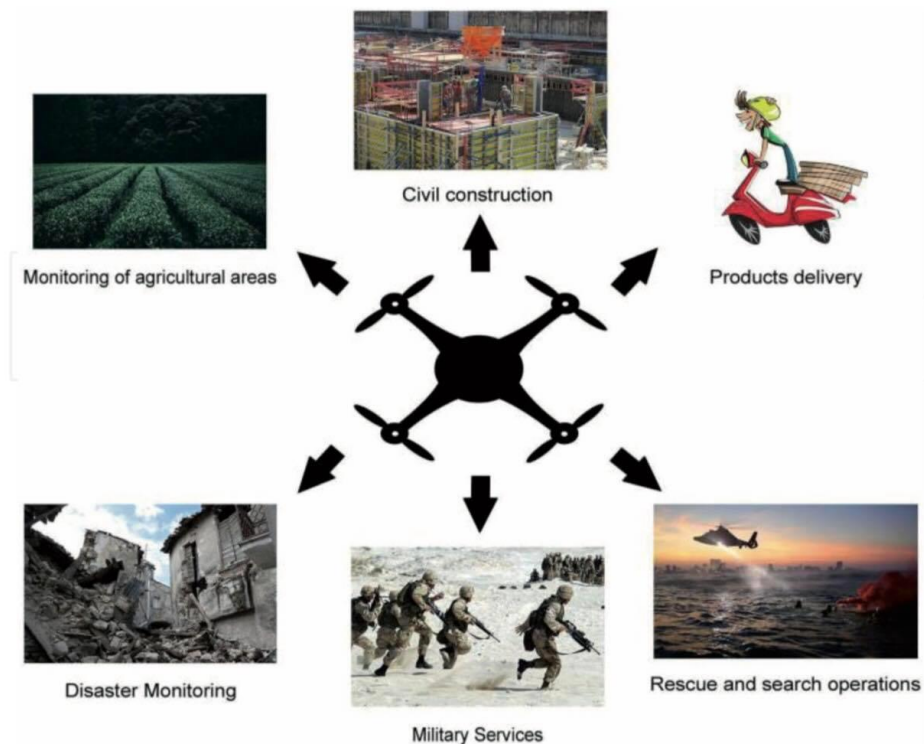 Civil construction
Monitoring of agricultural areas
Products delivery
Disaster Monitoring
Military Services
Rescue and search operations